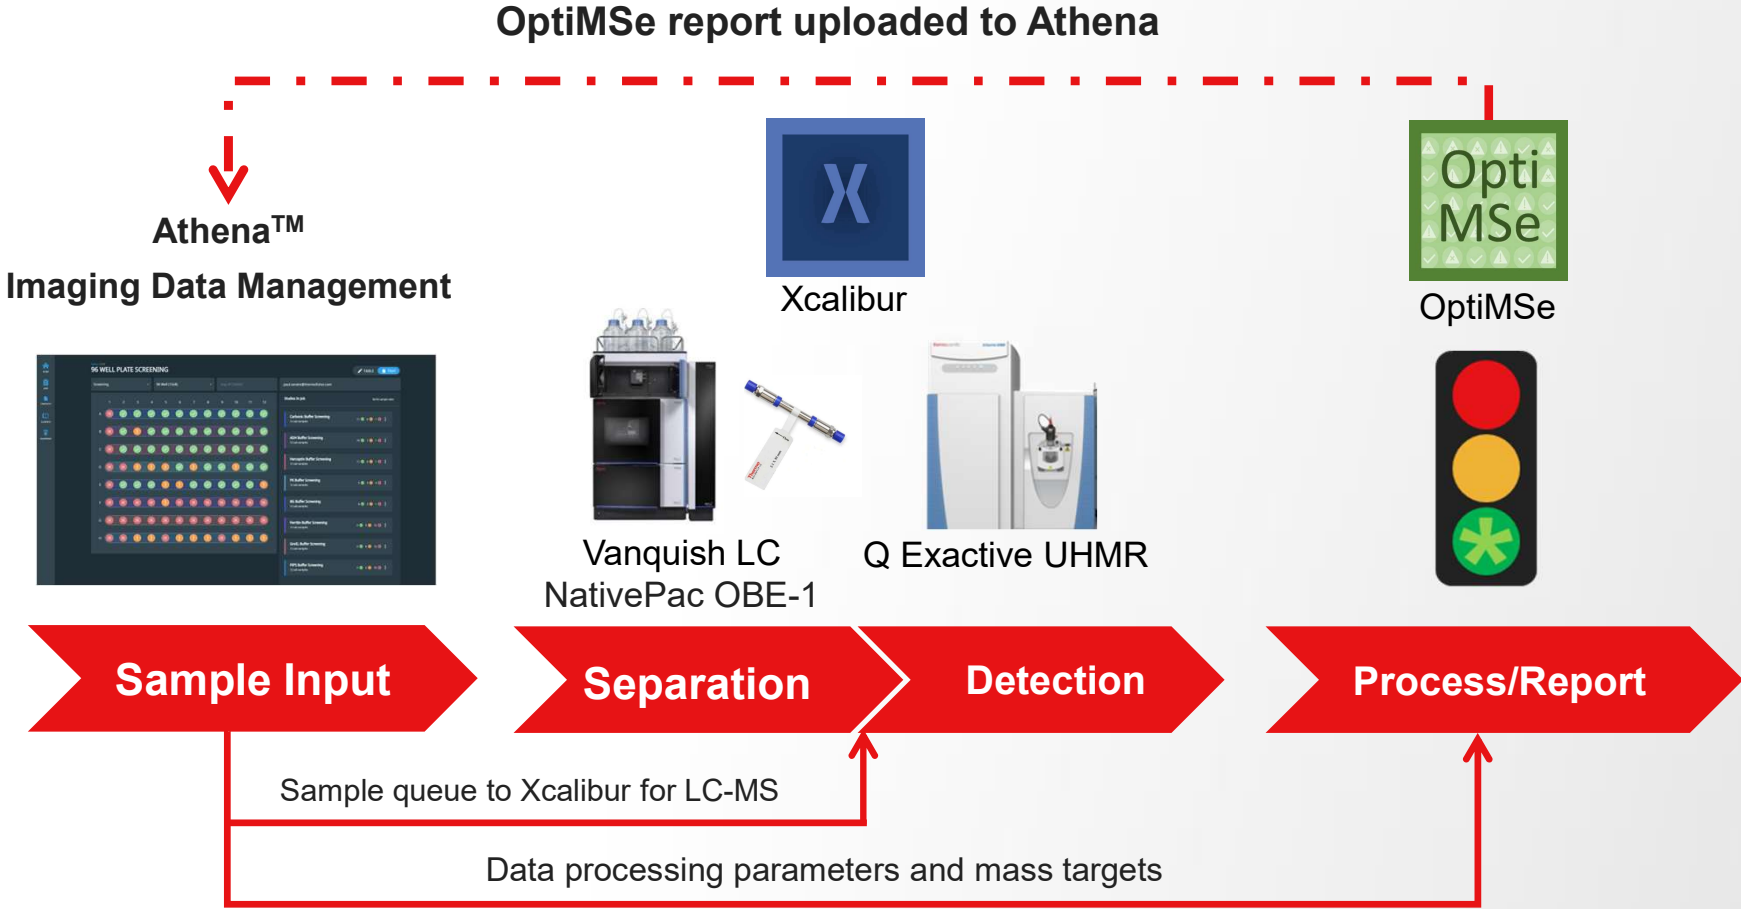 OptiMSe report uploaded to Athena
Athena™
Imaging Data Management
X
Xcalibur
Opti
MSe
OptiMSe
96 WELL PLATE SCREENING
Vanquish LC
NativePac OBE-1
Q Exactive UHMR
Sample Input
Separation
Detection
Process/Report
Sample queue to Xcalibur for LC-MS
Data processing parameters and mass targets